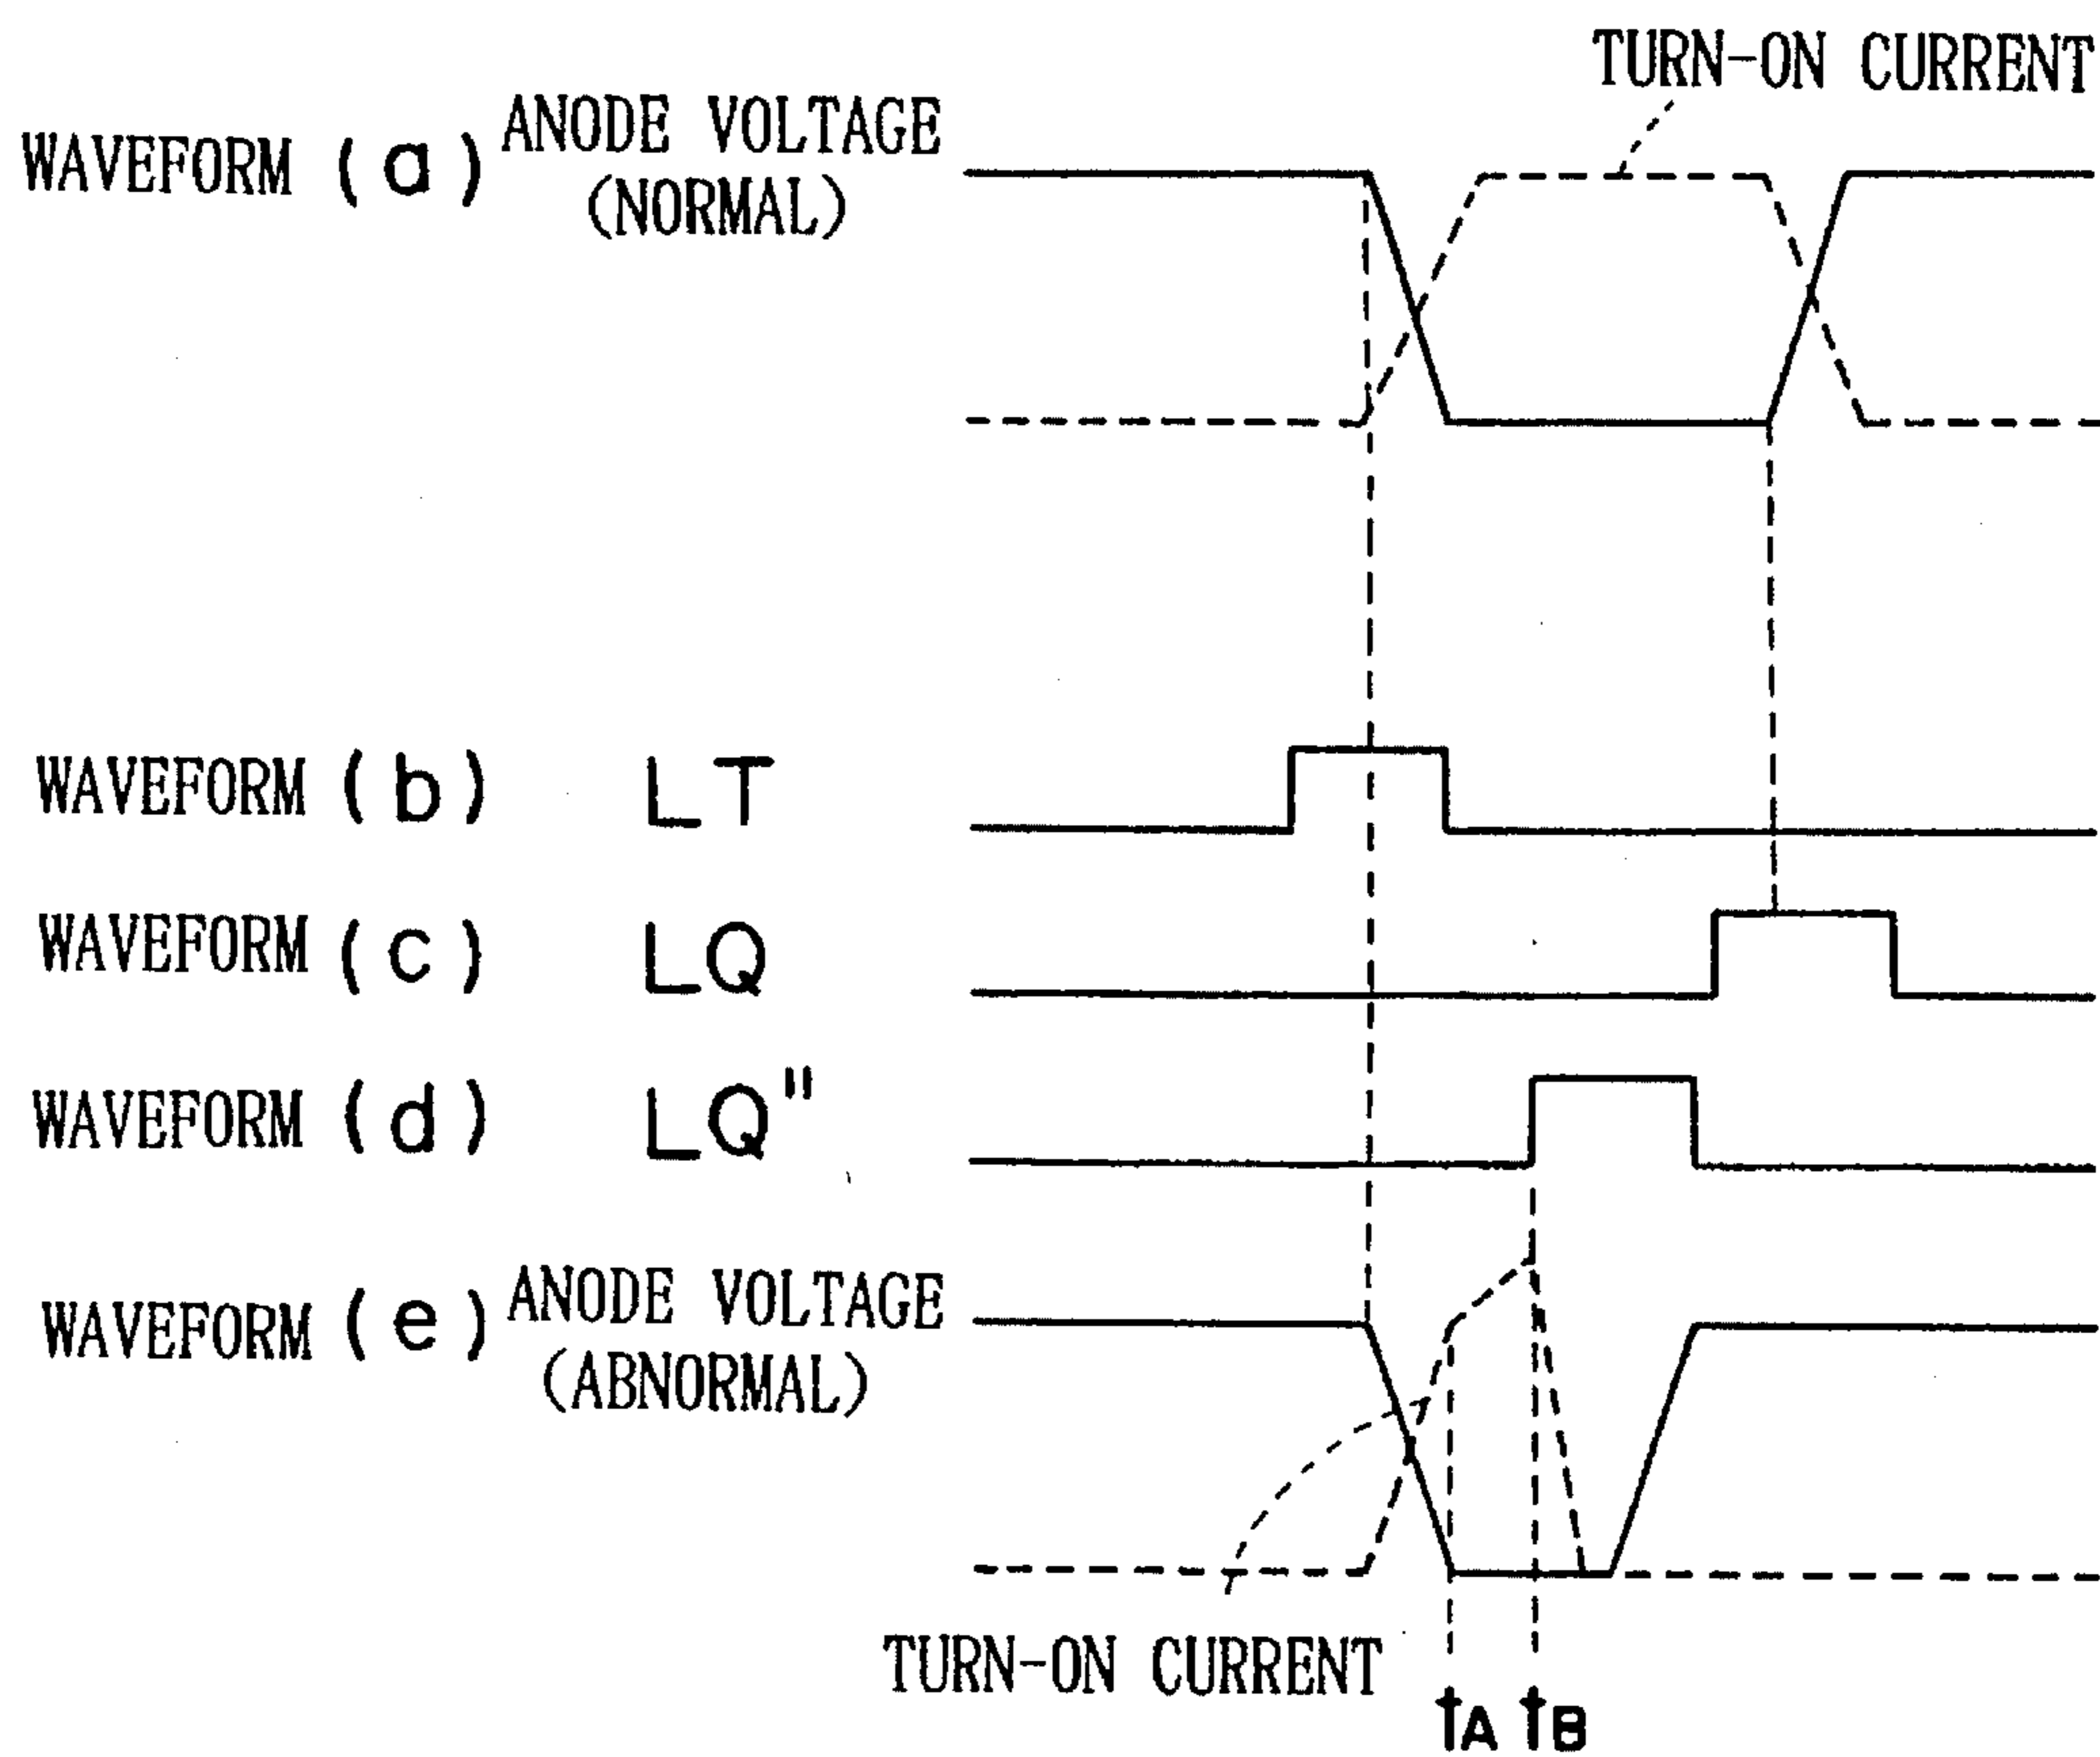 TURN-ON CURRENT
WAVEFORM (a) ANODE VOLTAGE
(NORMAL)
WAVEFORM (b) LT
WAVEFORM (c) LQ
WAVEFORM (d) LQ"
WAVEFORM (e) ANODE VOLTAGE
(ABNORMAL)
TURN-ON CURRENT
tA tB